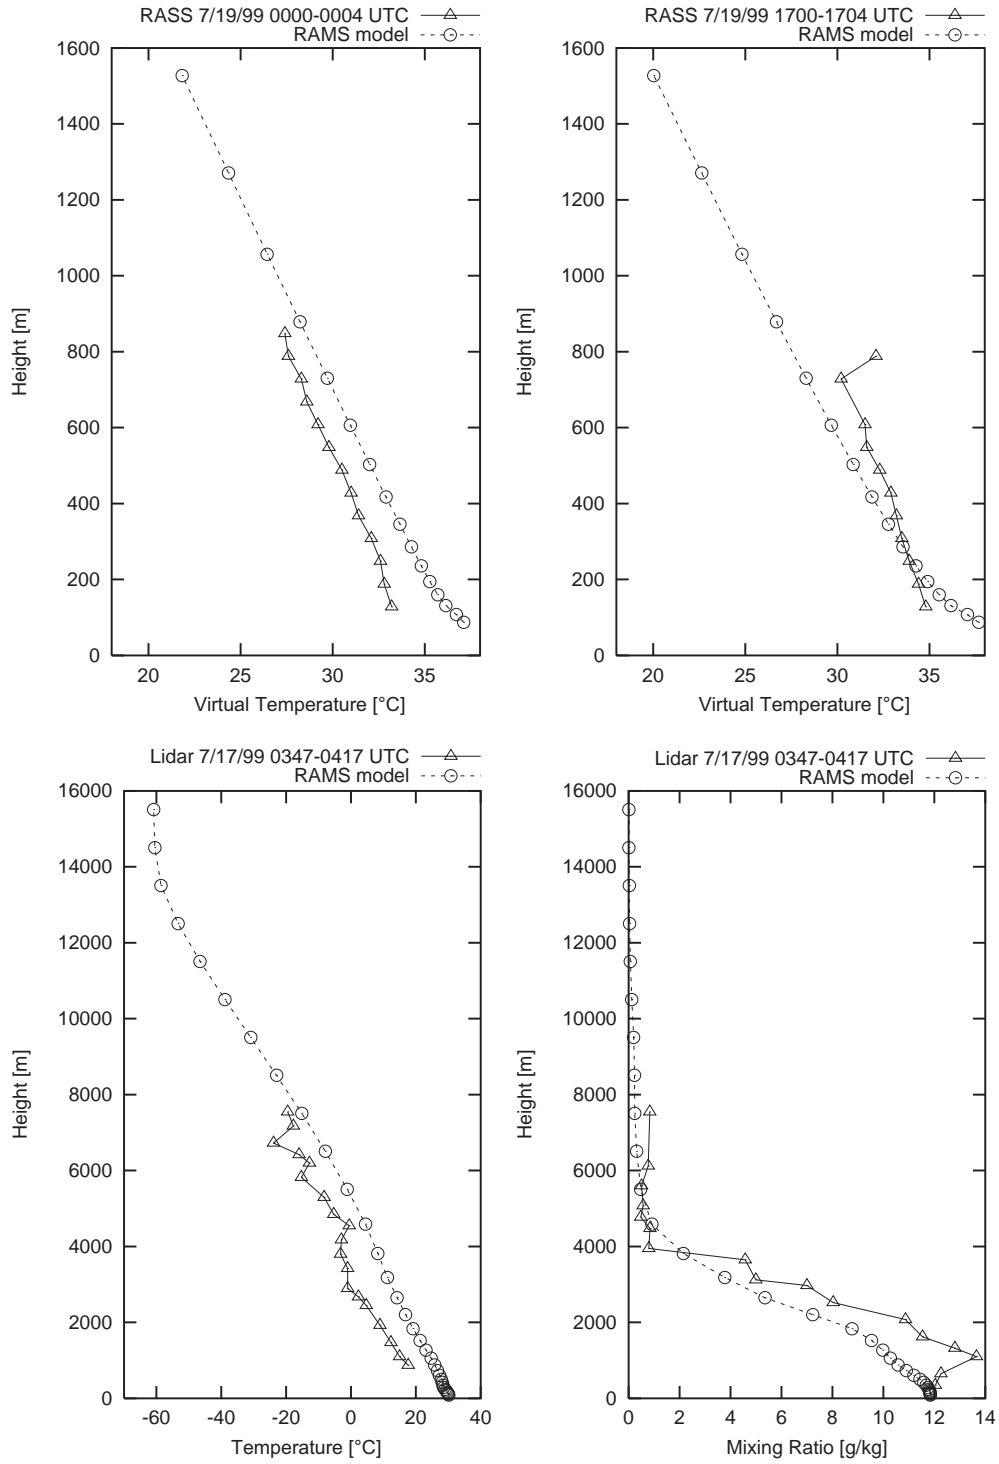 RASS 7/19/99 0000-0004 UTC
RAMS model
1600
1400
1200
1000
800
600
400
200
0
Height [m]
20 25 30 35
Virtual Temperature [°C]
RASS 7/19/99 1700-1704 UTC
RAMS model
1600
1400
1200
1000
800
600
400
200
0
Height [m]
20 25 30 35
Virtual Temperature [°C]
Lidar 7/17/99 0347-0417 UTC
RAMS model
16000
14000
12000
10000
8000
6000
4000
2000
0
Height [m]
-60 -40 -20 0 20 40
Temperature [°C]
Lidar 7/17/99 0347-0417 UTC
RAMS model
16000
14000
12000
10000
8000
6000
4000
2000
0
Height [m]
0 2 4 6 8 10 12 14
Mixing Ratio [g/kg]